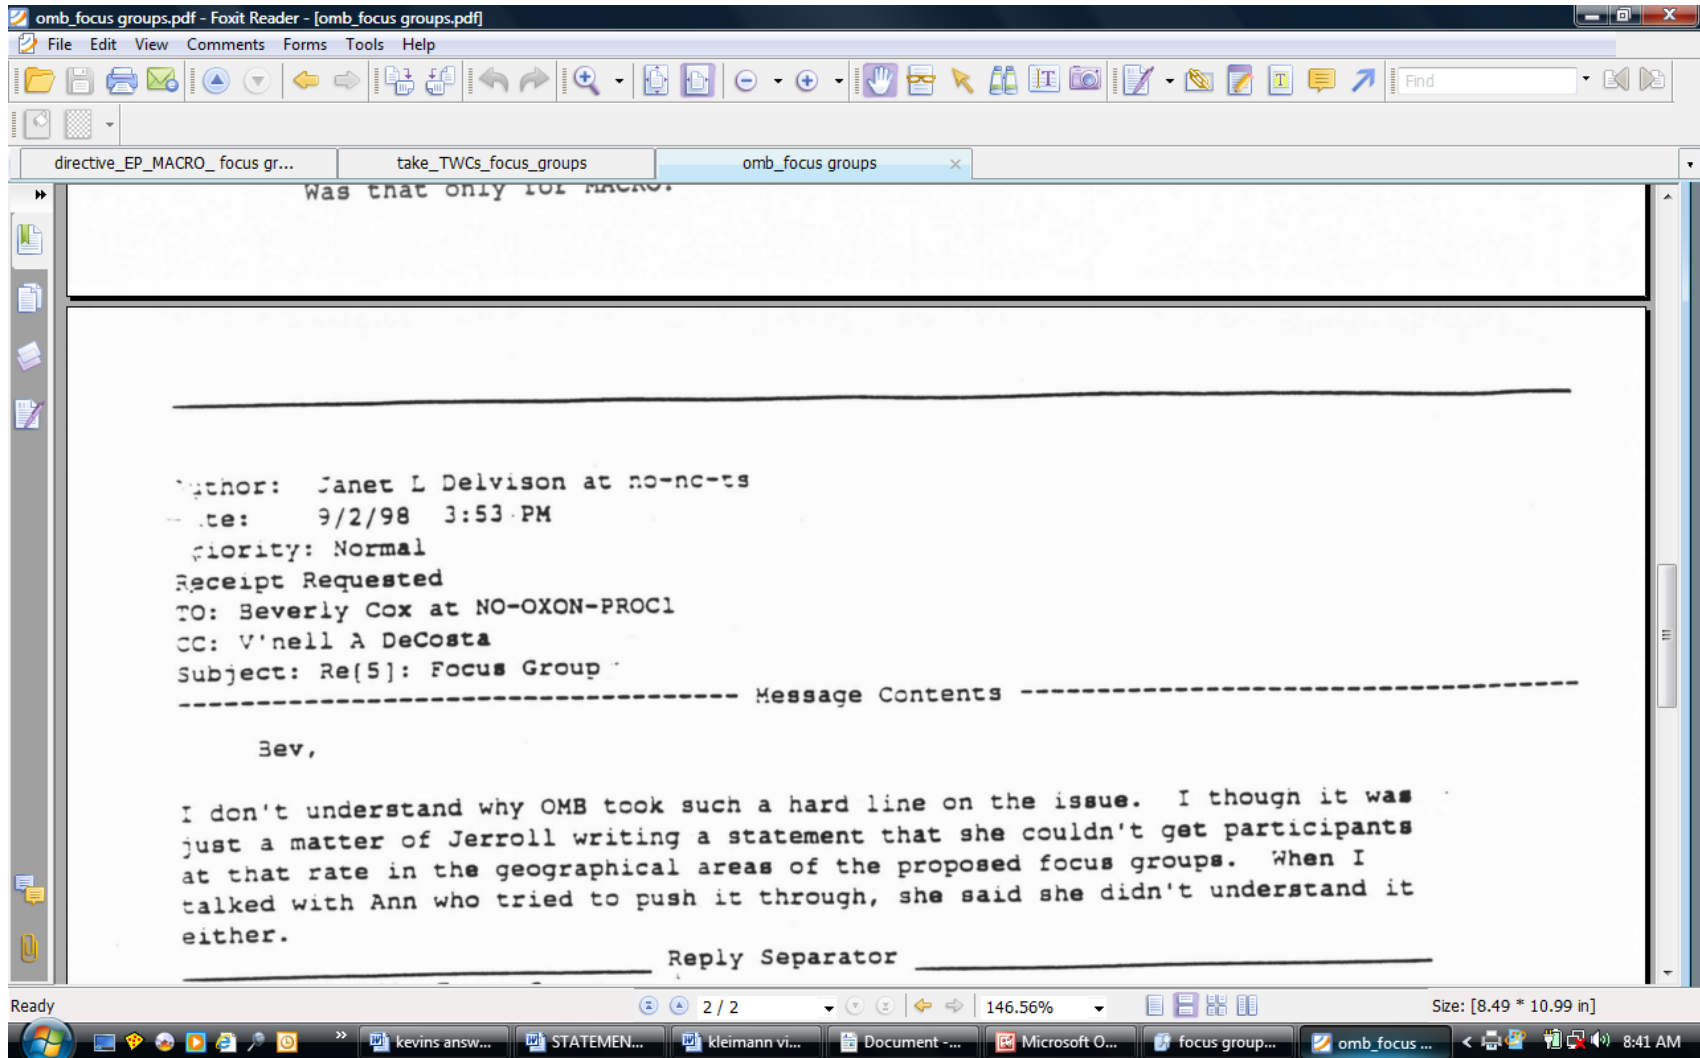 omb_focus groups.pdf - Foxit Reader - [omb_focus groups.pdf]
File Edit View Comments Forms Tools Help
Find
directive_EP_MACRO_ focus gr...
take_TWCs_focus_groups
omb_focus groups
Was that only for MACRO.
Janet L Delvison at no-nc-ts
9/2/98 3:53 PM
Normal
Receipt Requested
TO: Beverly Cox at NO-OXON-PROC1
CC: V'nell A DeCosta
Subject: Re[5]: Focus Group
Message Contents
Bev,
I don't understand why OMB took such a hard line on the issue. I though it was
just a matter of Jerroll writing a statement that she couldn't get participants
at that rate in the geographical areas of the proposed focus groups. When I
talked with Ann who tried to push it through, she said she didn't understand it
either.
Reply Separator
Ready
2 / 2
146.56%
Size: [8.49 * 10.99 in]
kevins answ...
STATEMEN...
kleimann vi...
Document -...
Microsoft O...
focus group...
omb_focus ...
8:41 AM